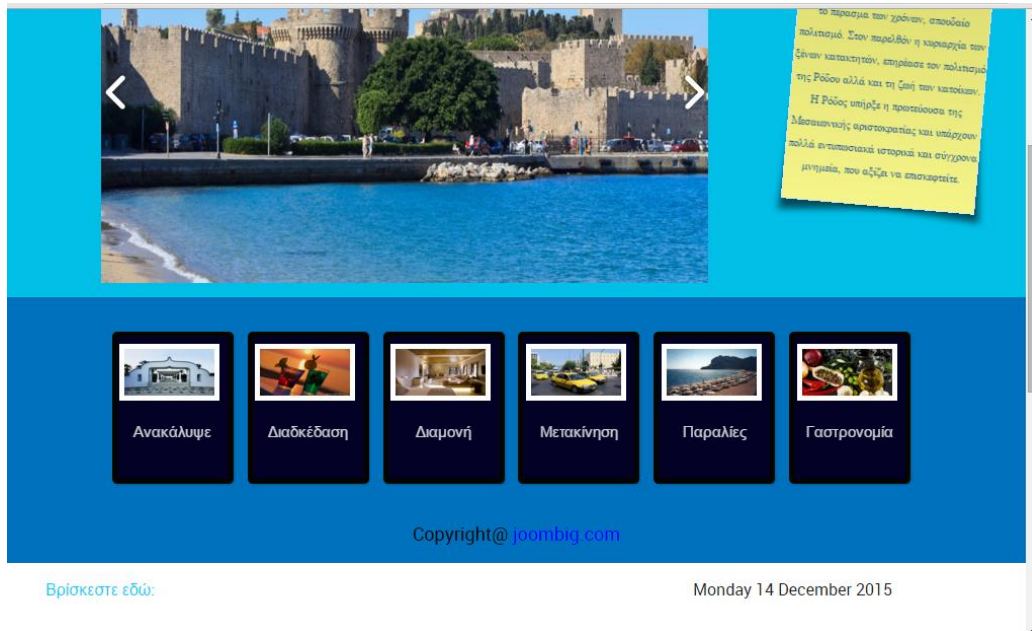 το πέρασμα των χρόνων, σπουδαίο
πολιτισμό. Στον παρελθόν η κυριαρχία των
ξένων κατακτητών, επηρέασε τον πολιτισμό
της Ρόδου αλλά και τη ζωή των κατοίκων.
Η Ρόδος υπήρξε η πρωτεύουσα της
Μεσαιωνικής αριστοκρατίας και υπάρχουν
πολλά εντυπωσιακά ιστορικά και σύγχρονα
μνημεία, που αξίζει να επισκεφτείτε.
Ανακάλυψε
Διαδκέδαση
Διαμονή
Μετακίνηση
Παραλίες
Γαστρονομία
Copyright@ joombig.com
Βρίσκεστε εδώ:
Monday 14 December 2015